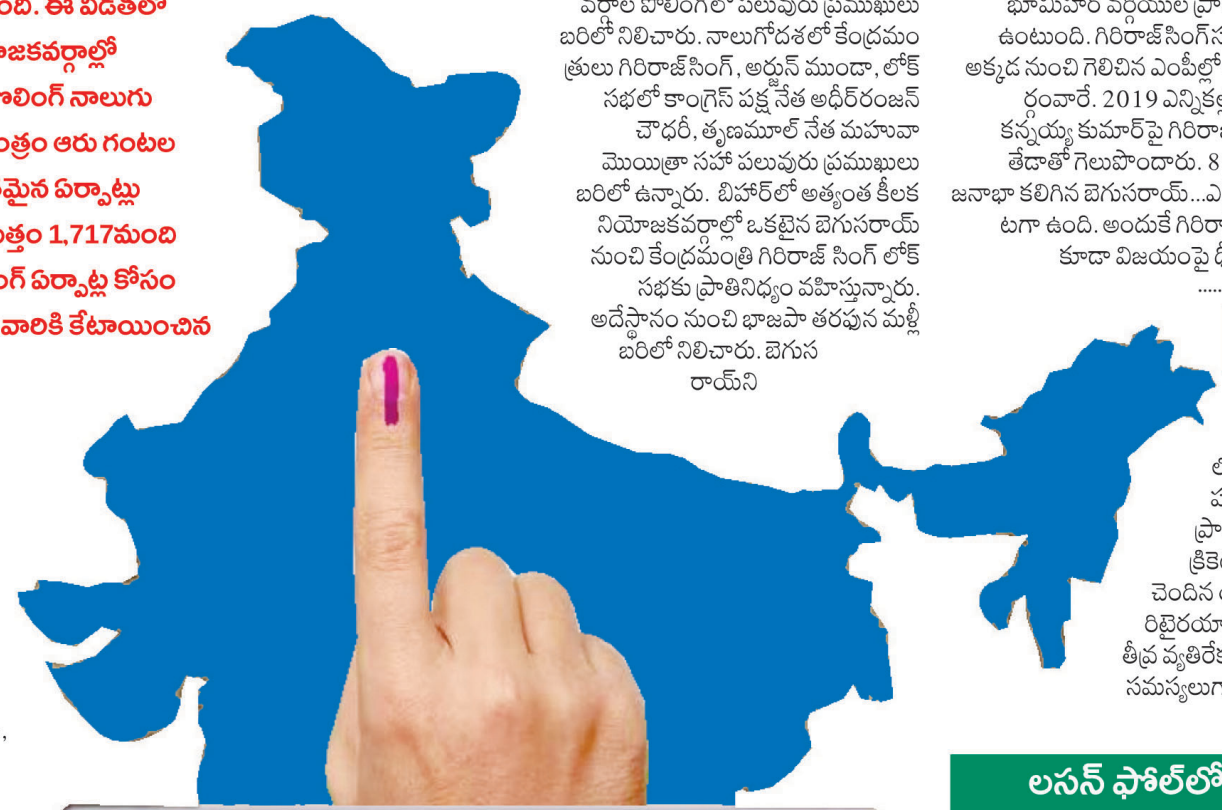 ంది. ఈ విడతలో
జకవర్గాల్లో
పోలింగ్ నాలుగు
త్రం ఆరు గంటల
మైన ఏర్పాట్లు
త్తం 1,717మంది
ంగ్ ఏర్పాట్ల కోసం
వారికి కేటాయించిన
వర్గాల పోలింగ్‌లో పలువురు ప్రముఖులు
బరిలో నిలిచారు. నాలుగోదశలో కేంద్రమం
త్రులు గిరిరాజ్‌సింగ్, అర్జున్ ముండా, లోక్
సభలో కాంగ్రెస్ పక్ష నేత అధీర్‌రంజన్
చౌధరీ, తృణమూల్ నేత మహువా
మొయిత్రా సహా పలువురు ప్రముఖులు
బరిలో ఉన్నారు. బిహార్‌లో అత్యంత కీలక
నియోజకవర్గాల్లో ఒకటైన బెగుసరాయ్
నుంచి కేంద్రమంత్రి గిరిరాజ్ సింగ్ లోక్
సభకు ప్రాతినిధ్యం వహిస్తున్నారు.
అదేస్థానం నుంచి భాజపా తరఫున మళ్లీ
బరిలో నిలిచారు. బెగుస
రాయ్‌ని
భూమిహార్ వర్గీయుల ప్రా
ఉంటుంది. గిరిరాజ్‌సింగ్‌స
అక్కడ నుంచి గెలిచిన ఎంపీల్లో
ర్గంవారే. 2019 ఎన్నికల్ల
కన్నయ్య కుమార్‌పై గిరిరా
తేడాతో గెలుపొందారు. 8
జనాభా కలిగిన బెగుసరాయ్...ఎ
టగా ఉంది. అందుకే గిరిరా
కూడా విజయంపై ధీ
ప్రా
క్రికె
చెందిన
రిటైరయా
తీవ్ర వ్యతిరేక
సమస్యలుగా
లసన్ ఫోల్‌లో